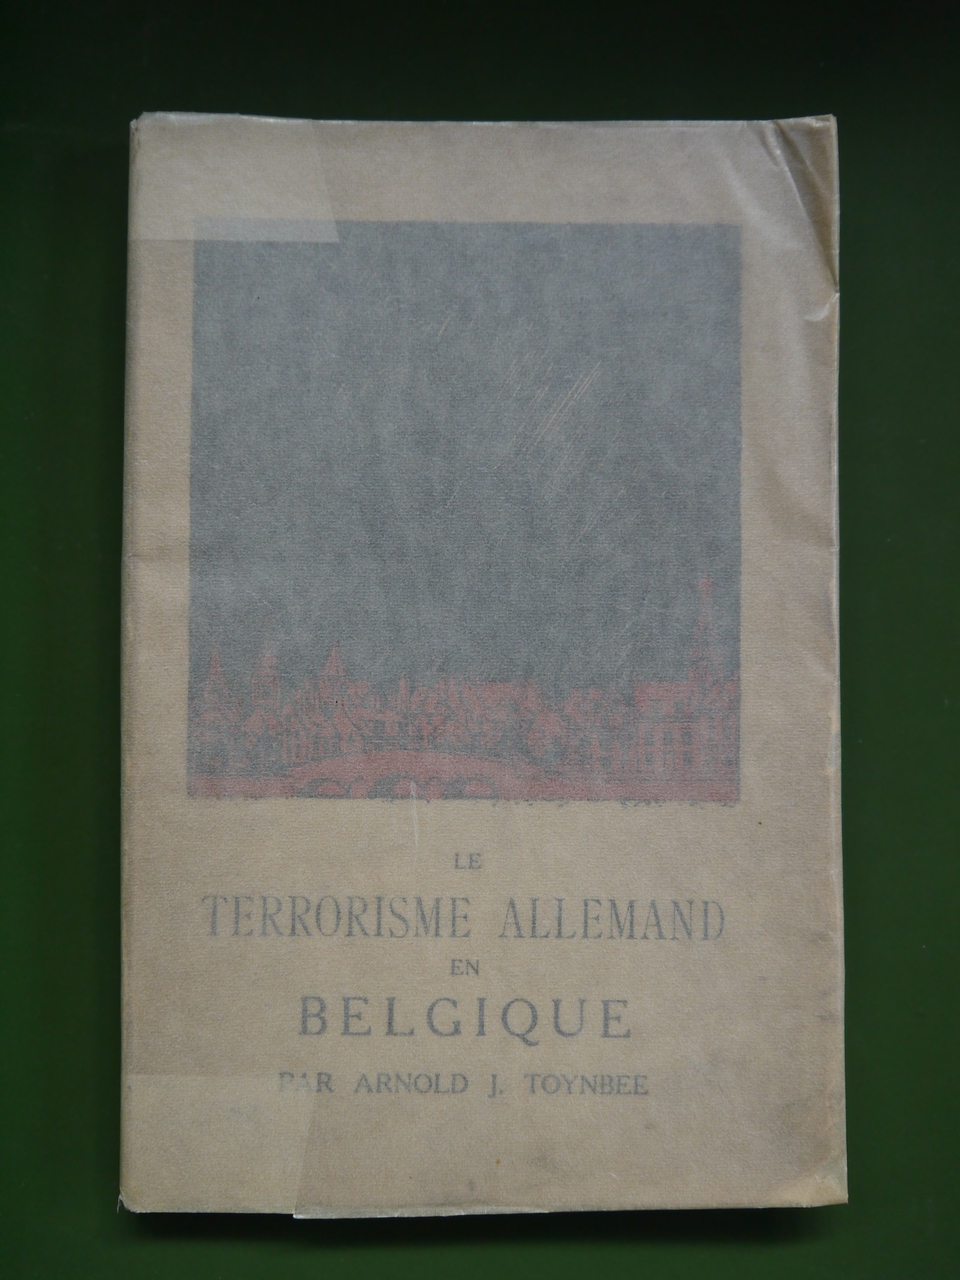 LE
TERRORISME ALLEMAND
EN
BELGIQUE
PAR ARNOLD J. TOYNBEE